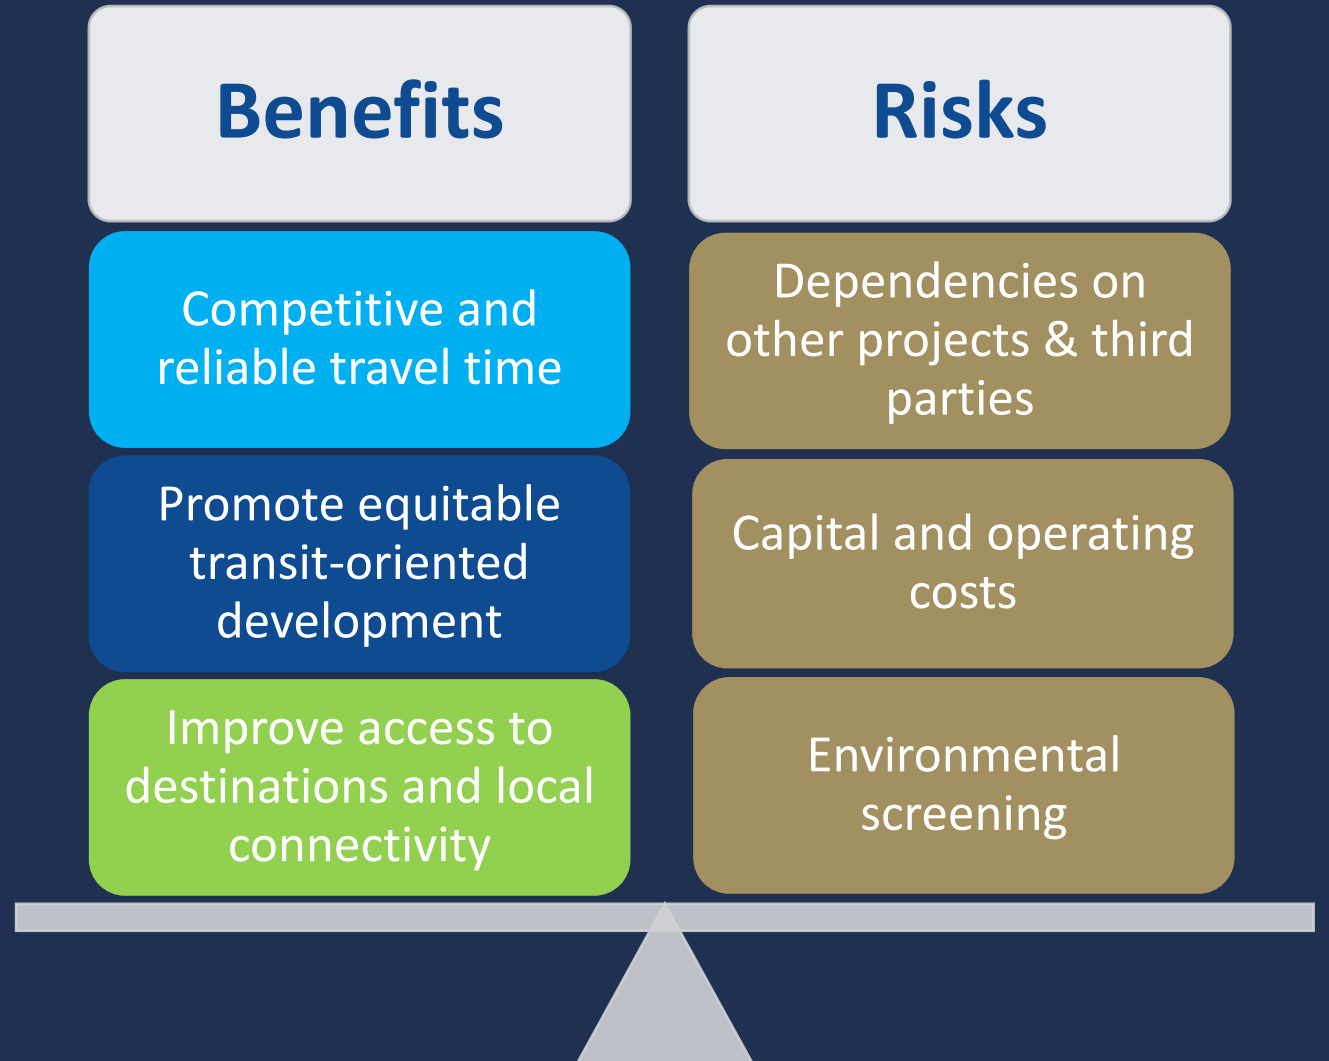 Benefits
Competitive and
reliable travel time
Promote equitable
transit-oriented
development
Improve access to
destinations and local
connectivity
Risks
Dependencies on
other projects & third
parties
Capital and operating
costs
Environmental
screening